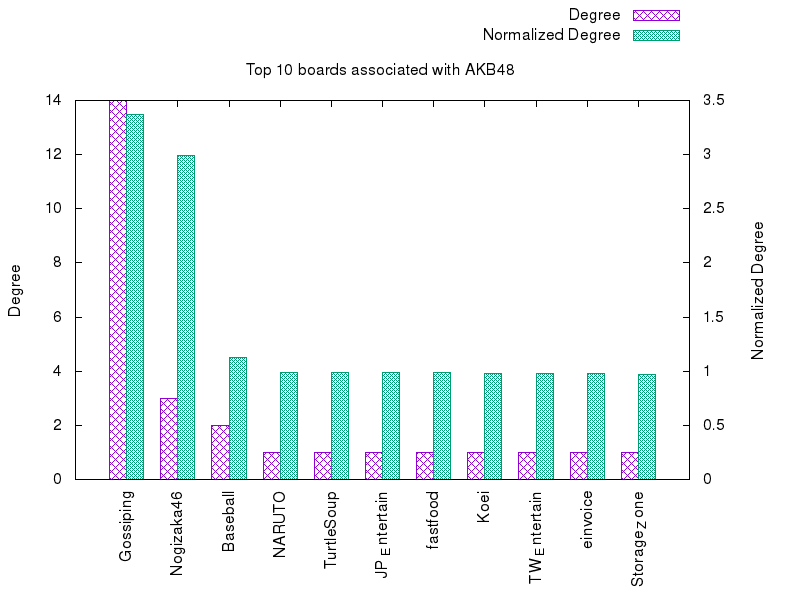 Degree
Normalized Degree
Top 10 boards associated with AKB48
14
12
10
8
6
4
2
0
3.5
3
2.5
2
1.5
1
0.5
0
Degree
Normalized Degree
Gossiping
Nogizaka46
Baseball
NARUTO
TurtleSoup
JPEntertain
fastfood
Koei
TWEntertain
einvoice
StorageZone